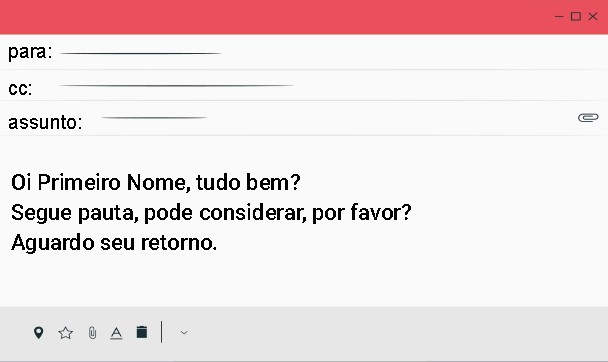 para:
cc:
assunto:
Oi Primeiro Nome, tudo bem?
Segue pauta, pode considerar, por favor?
Aguardo seu retorno.